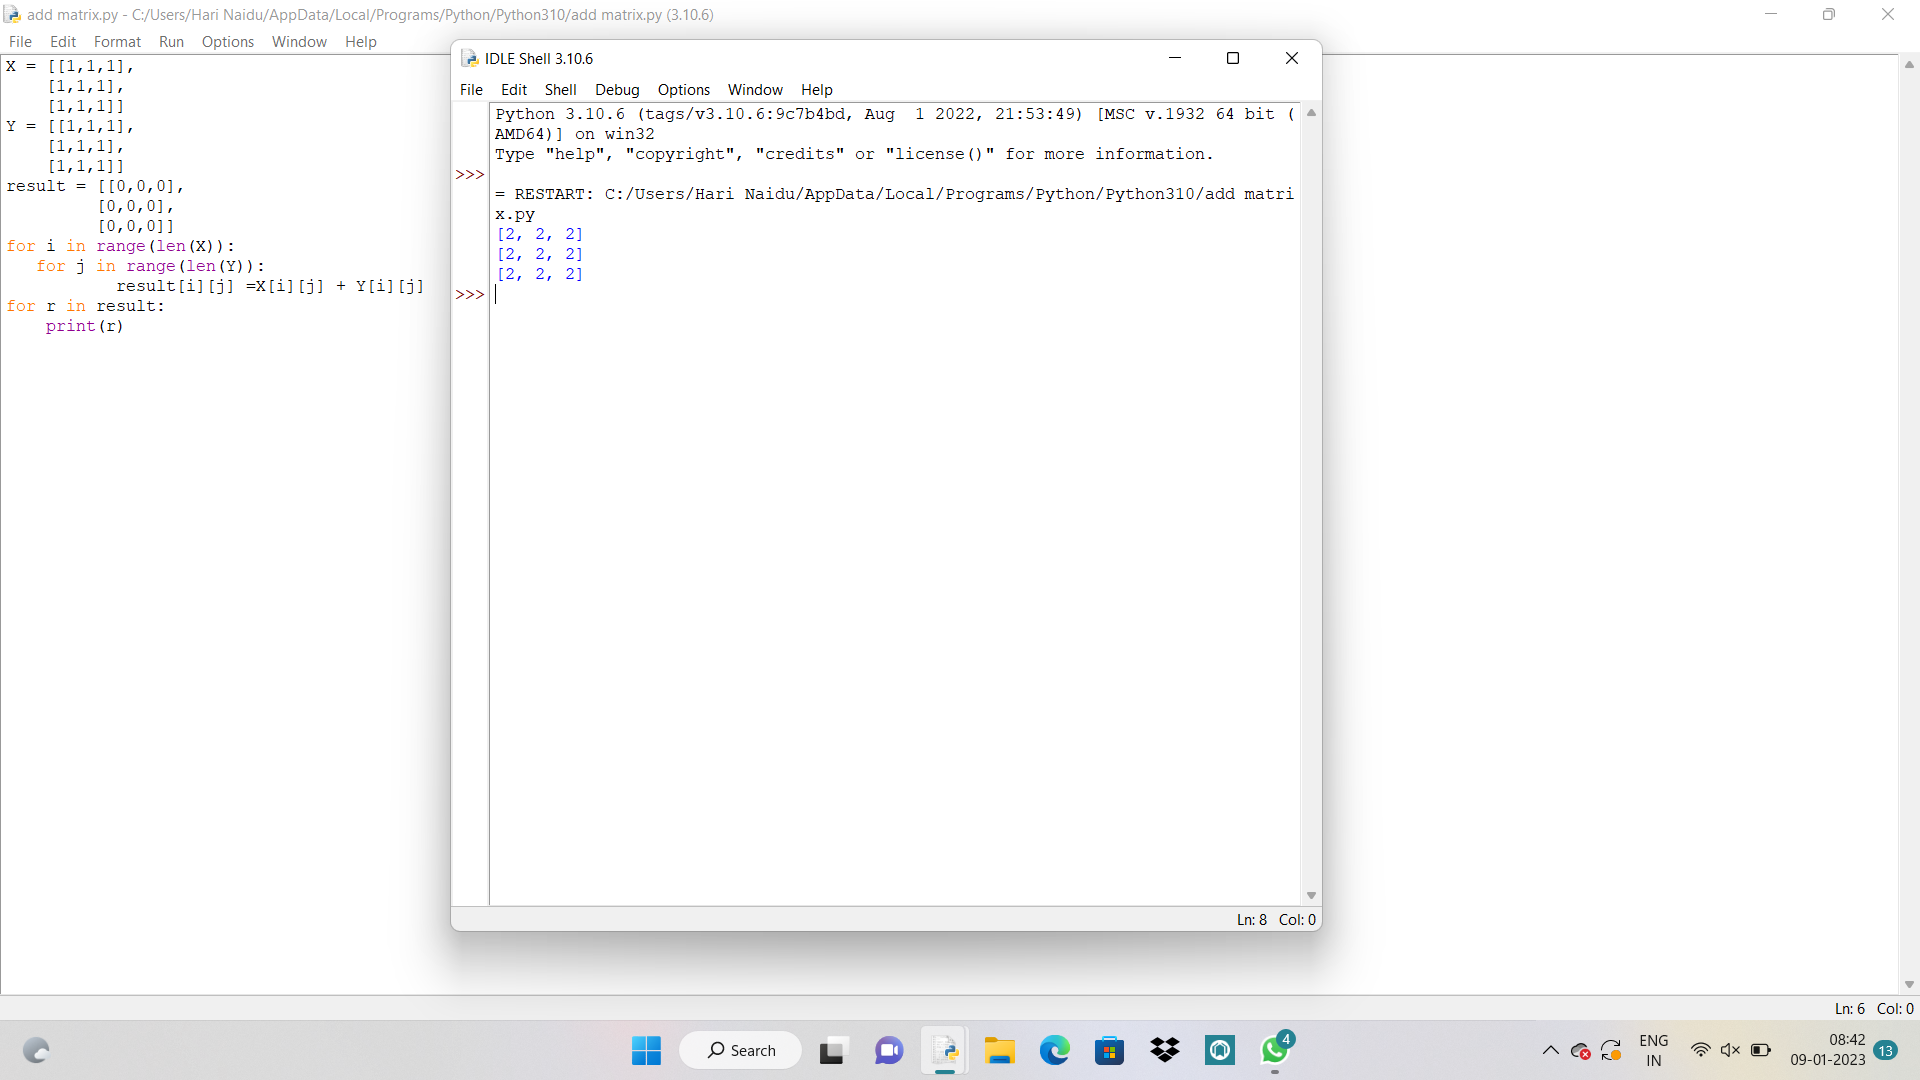 add matrix.py - C:/Users/Hari Naidu/AppData/Local/Programs/Python/Python310/add matrix.py (3.10.6)
File Edit Format Run Options Window Help
X = [[1,1,1],
[1,1,1],
[1,1,1]]
Y = [[1,1,1],
[1,1,1],
[1,1,1]]
result = [[0,0,0],
[0,0,0],
[0,0,0]]
for i in range(len(X)):
for j in range(len(Y)):
result[i][j] =X[i][j] + Y[i][j]
for r in result:
print(r)
IDLE Shell 3.10.6
File Edit Shell Debug Options Window Help
Python 3.10.6 (tags/v3.10.6:9c7b4bd, Aug  1 2022, 21:53:49) [MSC v.1932 64 bit (
AMD64)] on win32
Type "help", "copyright", "credits" or "license()" for more information.
>>>
= RESTART: C:/Users/Hari Naidu/AppData/Local/Programs/Python/Python310/add matri
x.py
[2, 2, 2]
[2, 2, 2]
[2, 2, 2]
>>>
Ln: 8 Col: 0
Ln: 6 Col: 0
Search
4
ENG
IN
08:42
09-01-2023
13